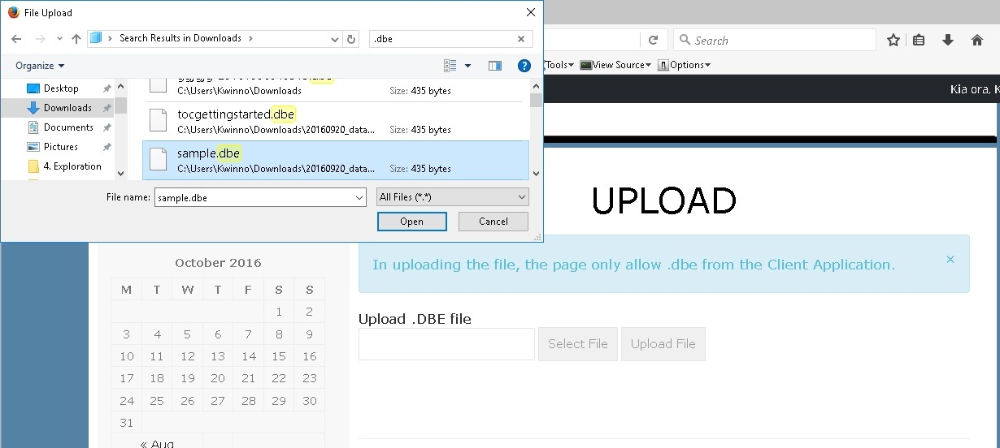 File Upload
Search Results in Downloads
.dbe
Search
Organize
Tools
View Source
Options
Kia ora, K
Desktop
Downloads
Documents
Pictures
4. Exploration
C:\Users\Kwinno\Downloads
Size: 435 bytes
tocgettingstarted.dbe
C:\Users\Kwinno\Downloads\20160920_data...
Size: 435 bytes
sample.dbe
C:\Users\Kwinno\Downloads\20160920_data...
Size: 435 bytes
File name: sample.dbe
All Files (*.*)
Open
Cancel
UPLOAD
In uploading the file, the page only allow .dbe from the Client Application.
×
Upload .DBE file
Select File
Upload File
October 2016
M T W T F S S
1 2
3 4 5 6 7 8 9
10 11 12 13 14 15 16
17 18 19 20 21 22 23
24 25 26 27 28 29 30
31
« Aug